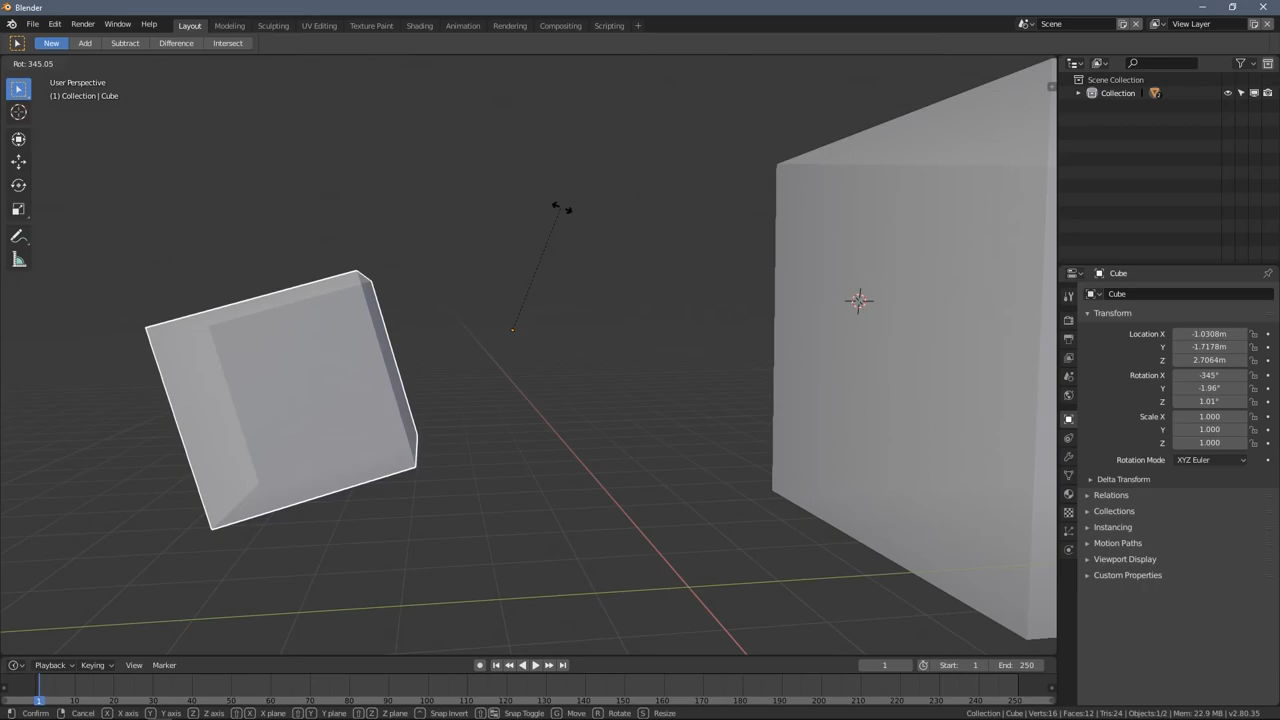 Blender
File Edit Render Window Help Layout Modeling Sculpting UV Editing Texture Paint Shading Animation Rendering Compositing Scripting + Scene View Layer
New Add Subtract Difference Intersect
Rot: 345.05
User Perspective
(1) Collection | Cube
Scene Collection
Collection
Cube
Cube
Transform
Location X -1.0308m
Y -1.7178m
Z 2.7064m
Rotation X -345°
Y -1.96°
Z 1.01°
Scale X 1.000
Y 1.000
Z 1.000
Rotation Mode XYZ Euler
Delta Transform
Relations
Collections
Instancing
Motion Paths
Viewport Display
Custom Properties
Playback Keying View Marker 1 Start: 1 End: 250
1 10 20 30 40 50 60 70 80 90 100 110 120 130 140 150 160 170 180 190 200 210 220 230 240 250
Confirm Cancel X X axis Y Y axis Z Z axis X X plane Y Y plane Z Z plane Snap Invert Snap Toggle G Move R Rotate S Resize Collection | Cube | Verts:16 | Faces:12 | Tris:24 | Objects:1/2 | Mem: 22.9 MB | v2.80.35